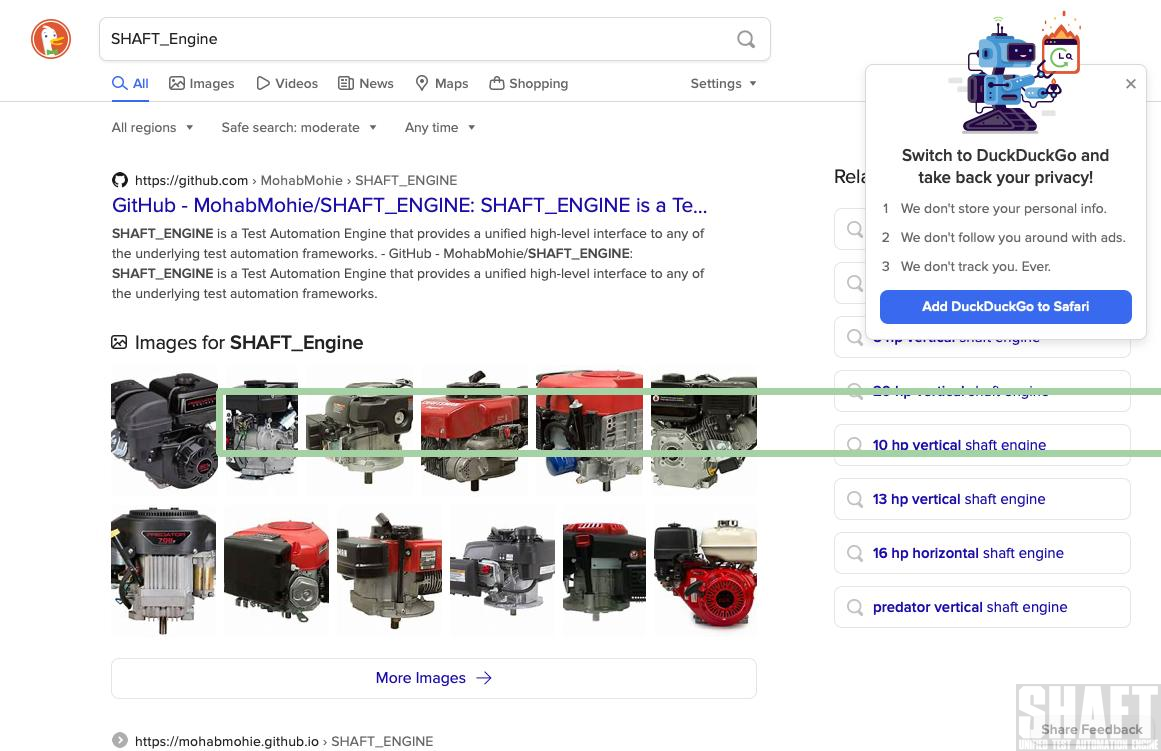 SHAFT_Engine
All
Images
Videos
News
Maps
Shopping
Settings
All regions
Safe search: moderate
Any time
Switch to DuckDuckGo and
take back your privacy!
1 We don't store your personal info.
2 We don't follow you around with ads.
3 We don't track you. Ever.
Add DuckDuckGo to Safari
https://github.com › MohabMohie › SHAFT_ENGINE
GitHub - MohabMohie/SHAFT_ENGINE: SHAFT_ENGINE is a Te...
SHAFT_ENGINE is a Test Automation Engine that provides a unified high-level interface to any of
the underlying test automation frameworks. - GitHub - MohabMohie/SHAFT_ENGINE:
SHAFT_ENGINE is a Test Automation Engine that provides a unified high-level interface to any of
the underlying test automation frameworks.
Images for SHAFT_Engine
PREDATOR
More Images
https://mohabmohie.github.io › SHAFT_ENGINE
Rela
vertical shaft engine
shaft engine
10 hp vertical shaft engine
13 hp vertical shaft engine
16 hp horizontal shaft engine
predator vertical shaft engine
SHAFT
Share Feedback